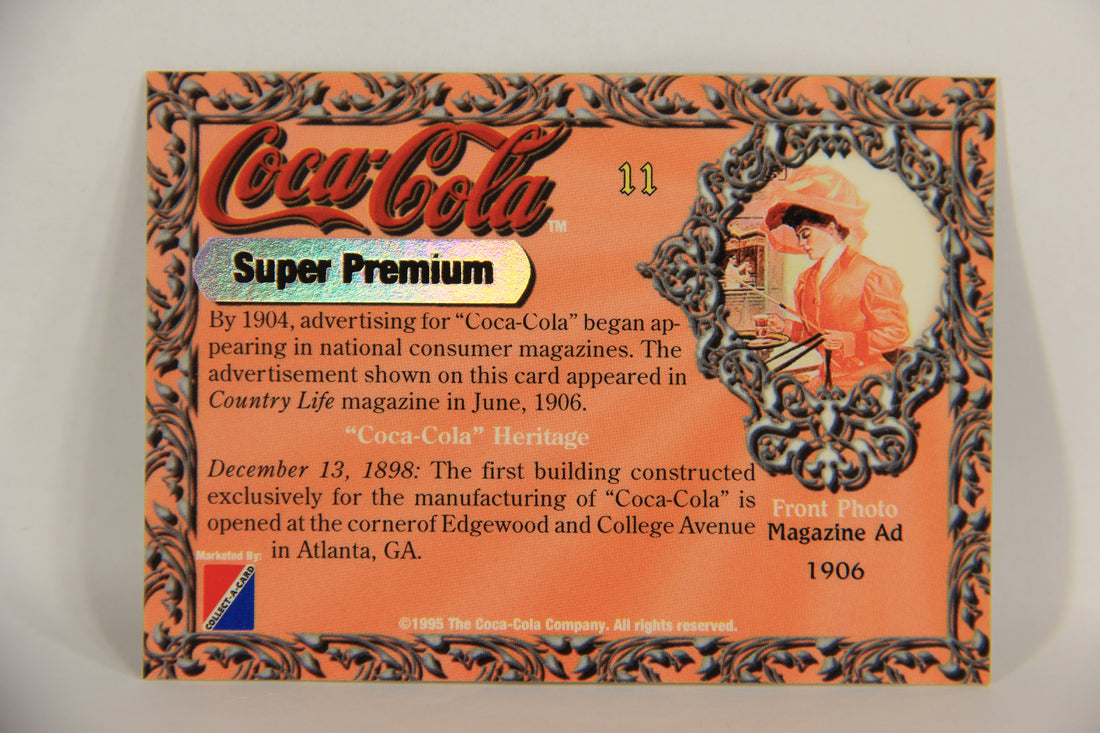 Coca-Cola™
11
Super Premium
By 1904, advertising for “Coca-Cola” began ap-
pearing in national consumer magazines. The
advertisement shown on this card appeared in
Country Life magazine in June, 1906.
“Coca-Cola” Heritage
December 13, 1898: The first building constructed
exclusively for the manufacturing of “Coca-Cola” is
opened at the cornerof Edgewood and College Avenue
in Atlanta, GA.
Front Photo
Magazine Ad
1906
Marketed By:
COLLECT-A-CARD
©1995 The Coca-Cola Company. All rights reserved.